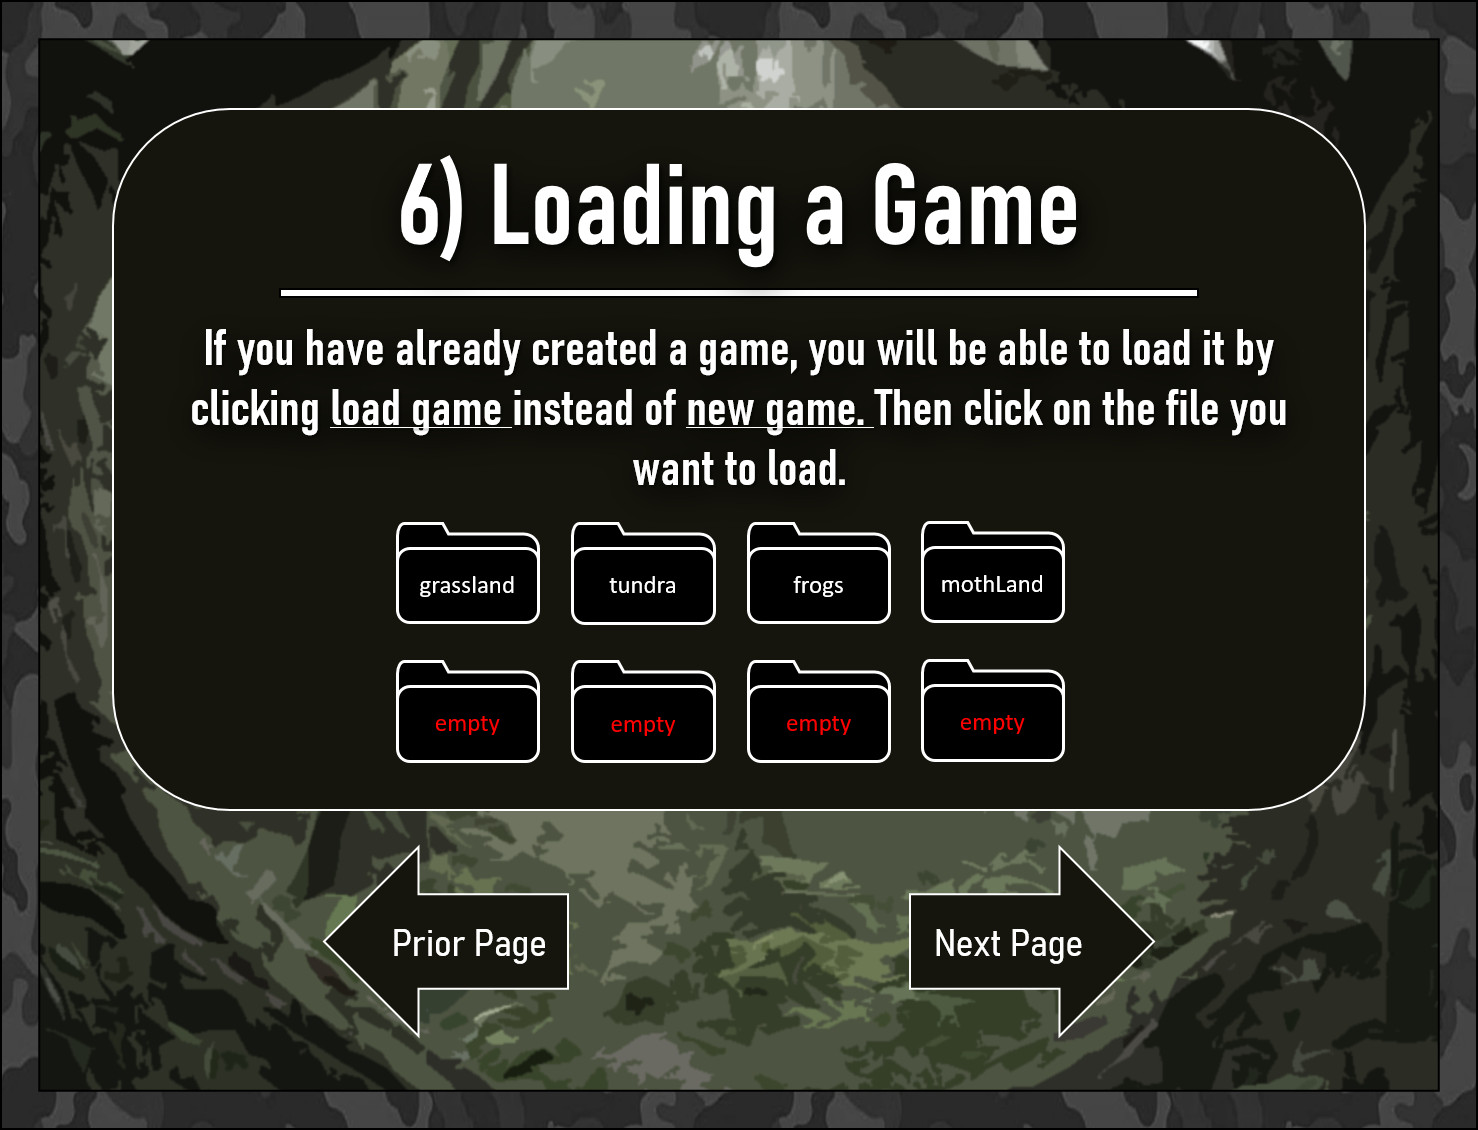 6) Loading a Game
If you have already created a game, you will be able to load it by
clicking load game instead of new game. Then click on the file you
want to load.
grassland tundra frogs mothLand
empty empty empty empty
Prior Page Next Page